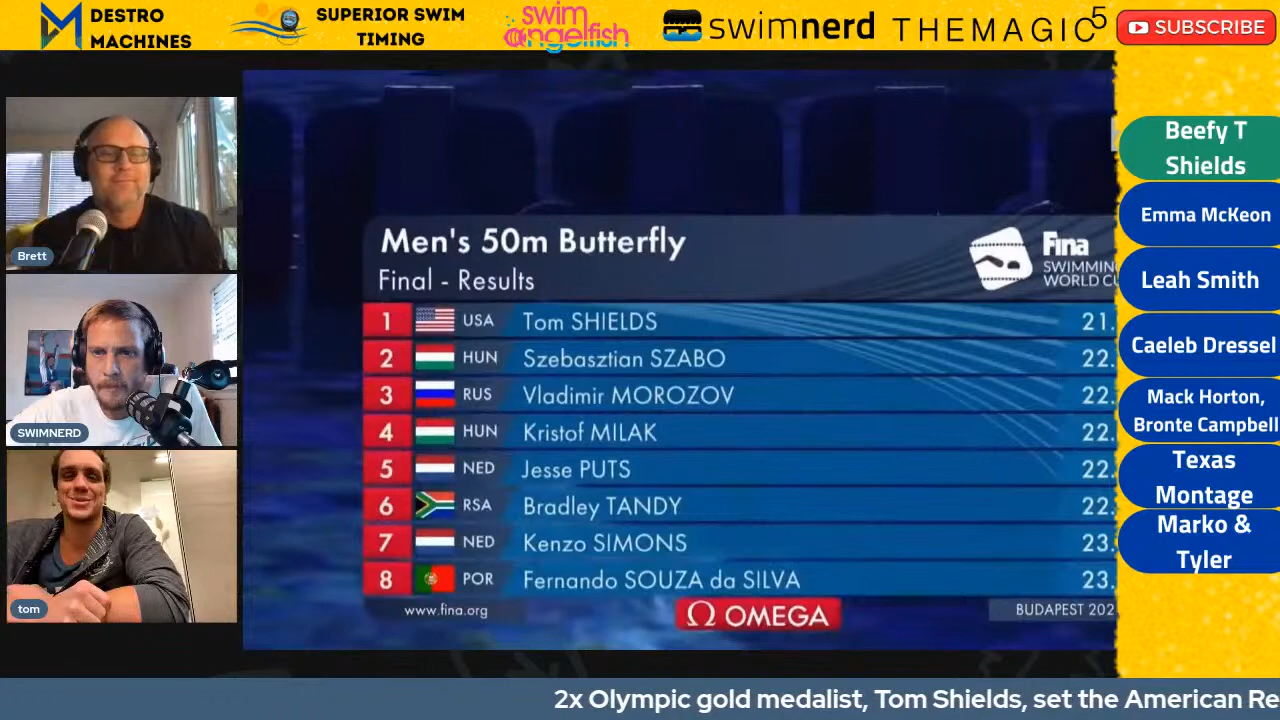 DESTRO
MACHINES
SUPERIOR SWIM
TIMING
swim
angelfish
swimnerd
THEMAGIC5
SUBSCRIBE
Brett
SWIMNERD
tom
Men's 50m Butterfly
Final - Results
Fina
SWIMMING
WORLD CU
1 USA Tom SHIELDS 21.
2 HUN Szebasztian SZABO 22.
3 RUS Vladimir MOROZOV 22.
4 HUN Kristof MILAK 22.
5 NED Jesse PUTS 22.
6 RSA Bradley TANDY 22.
7 NED Kenzo SIMONS 23.
8 POR Fernando SOUZA da SILVA 23.
www.fina.org
Ω OMEGA
BUDAPEST 202
Beefy T
Shields
Emma McKeon
Leah Smith
Caeleb Dressel
Mack Horton,
Bronte Campbell
Texas
Montage
Marko &
Tyler
2x Olympic gold medalist, Tom Shields, set the American Re